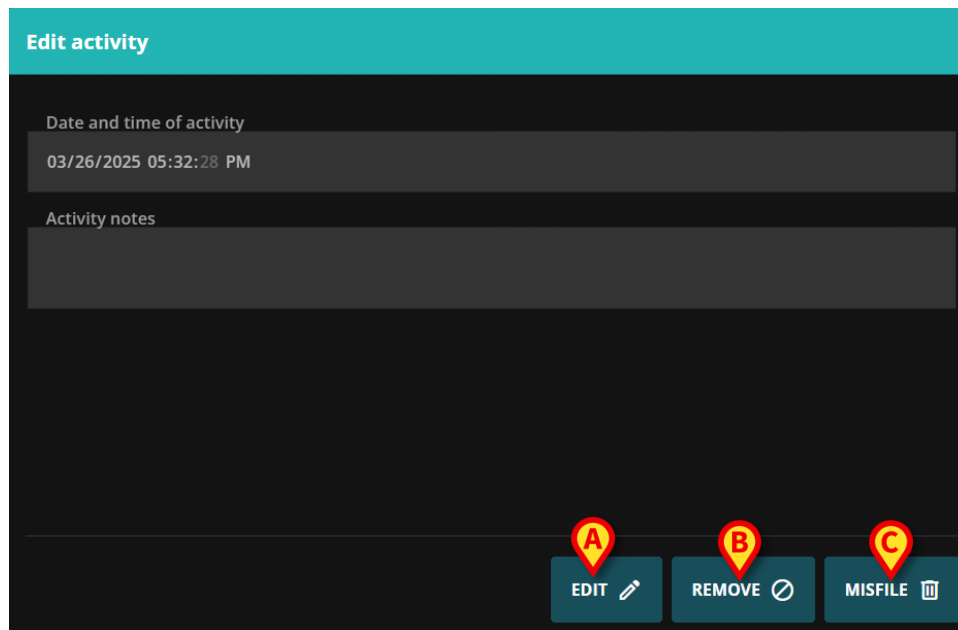 Edit activity
Date and time of activity
03/26/2025 05:32:28 PM
Activity notes
A B C
EDIT REMOVE MISFILE